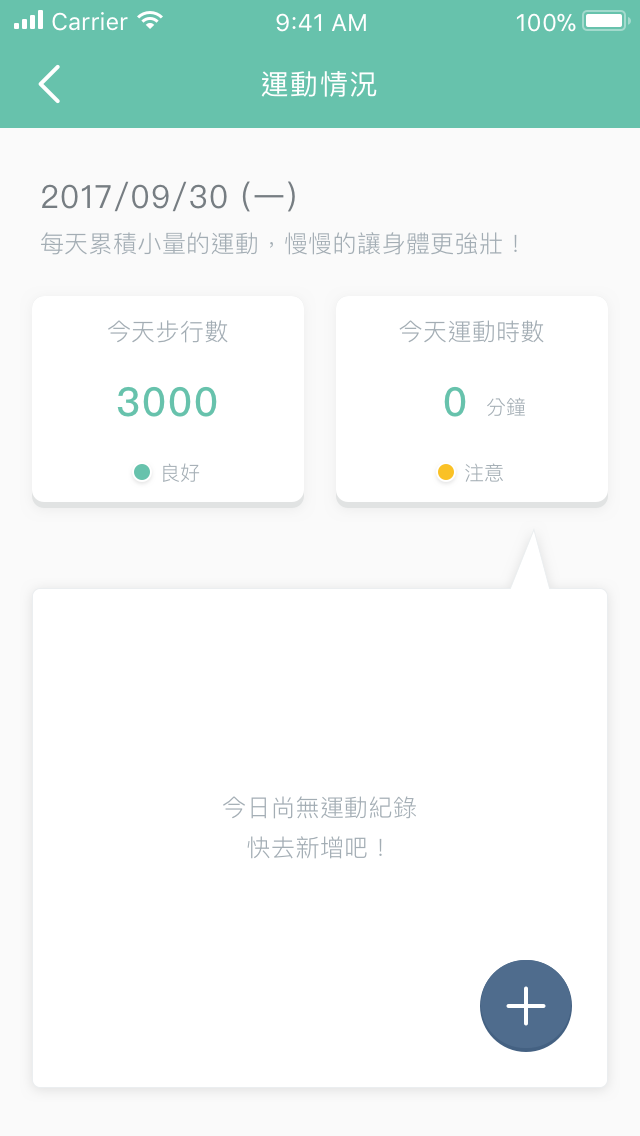 Carrier 9:41 AM 100%
運動情況
2017/09/30 (一)
每天累積小量的運動，慢慢的讓身體更強壯！
今天步行數
3000
良好
今天運動時數
0 分鐘
注意
今日尚無運動紀錄
快去新增吧！